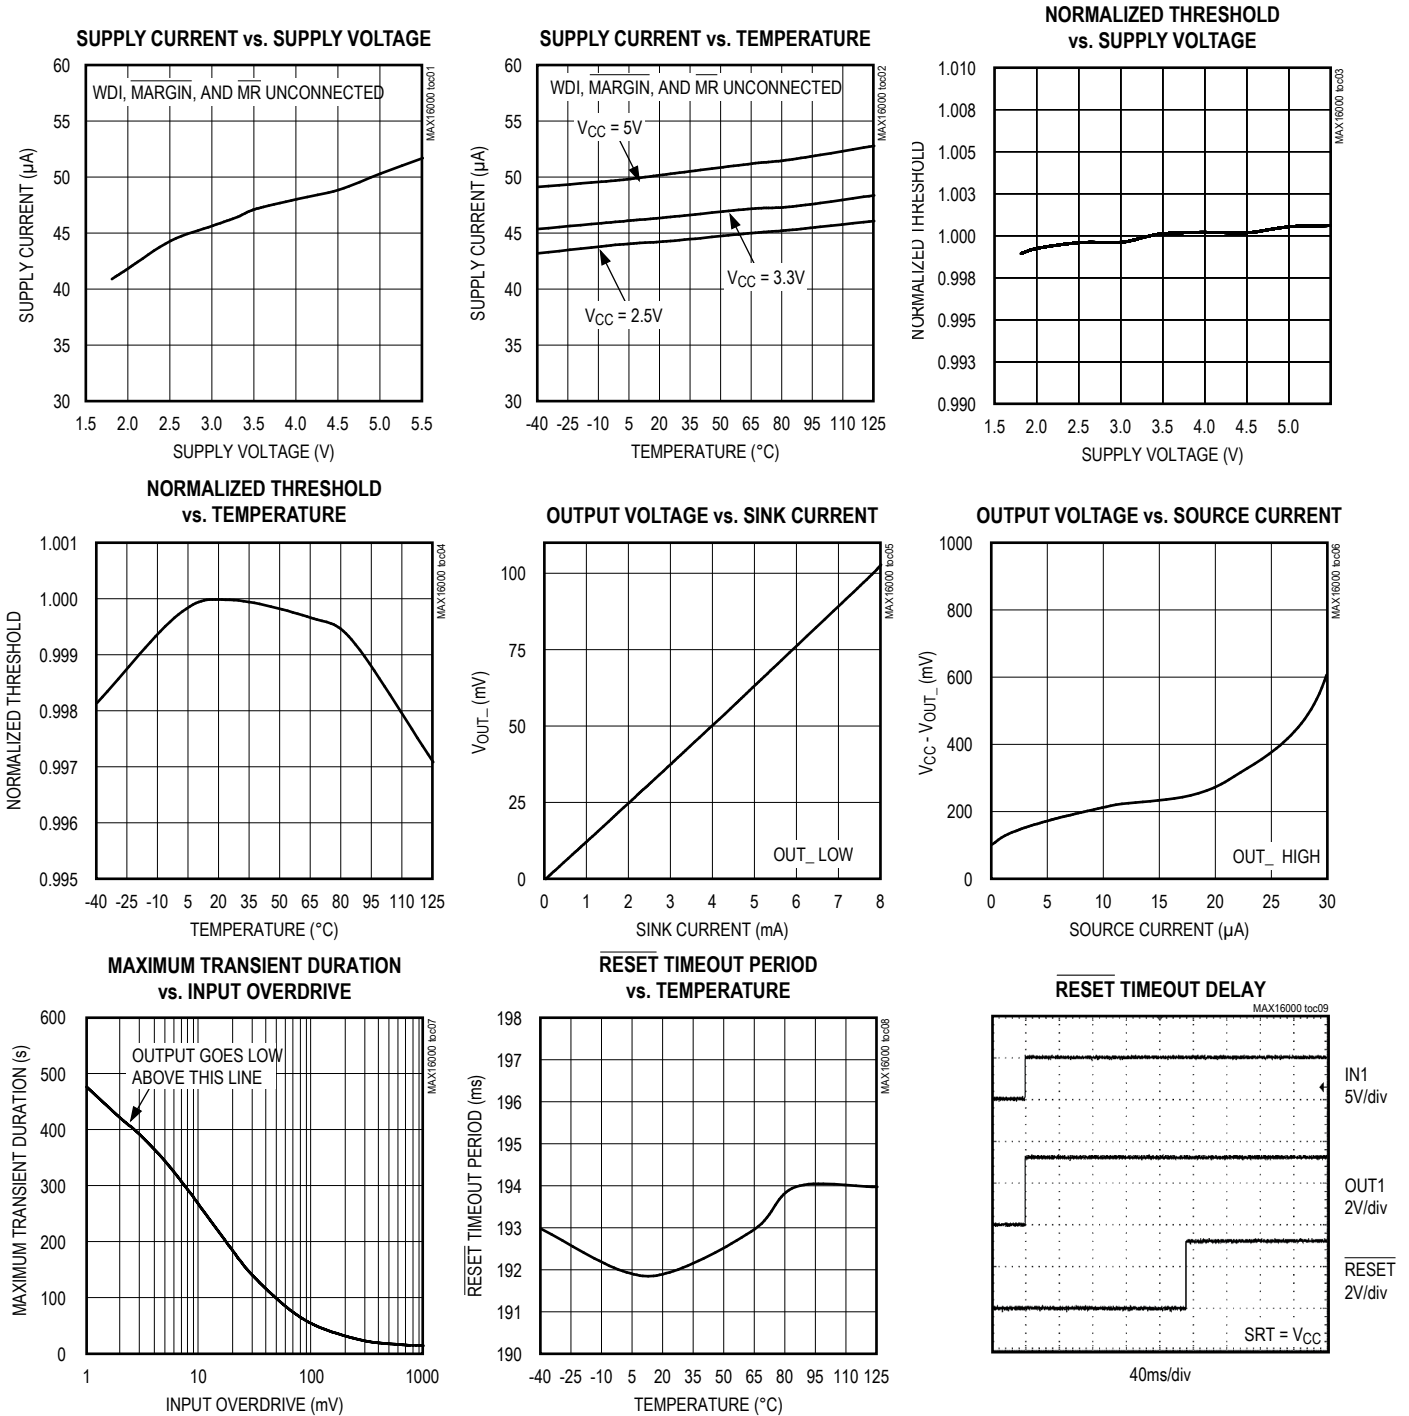 SUPPLY CURRENT vs. SUPPLY VOLTAGE
MAX16000 toc01
WDI, MARGIN, AND MR UNCONNECTED
SUPPLY CURRENT (µA)
60
55
50
45
40
35
30
1.5 2.0 2.5 3.0 3.5 4.0 4.5 5.0 5.5
SUPPLY VOLTAGE (V)
SUPPLY CURRENT vs. TEMPERATURE
MAX16000 toc02
WDI, MARGIN, AND MR UNCONNECTED
VCC = 5V
VCC = 3.3V
VCC = 2.5V
SUPPLY CURRENT (µA)
60
55
50
45
40
35
30
-40 -25 -10 5 20 35 50 65 80 95 110 125
TEMPERATURE (°C)
NORMALIZED THRESHOLD
vs. SUPPLY VOLTAGE
MAX16000 toc03
NORMALIZED THRESHOLD
1.010
1.008
1.005
1.003
1.000
0.998
0.995
0.993
0.990
1.5 2.0 2.5 3.0 3.5 4.0 4.5 5.0
SUPPLY VOLTAGE (V)
NORMALIZED THRESHOLD
vs. TEMPERATURE
MAX16000 toc04
NORMALIZED THRESHOLD
1.001
1.000
0.999
0.998
0.997
0.996
0.995
-40 -25 -10 5 20 35 50 65 80 95 110 125
TEMPERATURE (°C)
OUTPUT VOLTAGE vs. SINK CURRENT
MAX16000 toc05
VOUT_ (mV)
100
75
50
25
0
OUT_ LOW
0 1 2 3 4 5 6 7 8
SINK CURRENT (mA)
OUTPUT VOLTAGE vs. SOURCE CURRENT
MAX16000 toc06
VCC - VOUT_ (mV)
1000
800
600
400
200
0
OUT_ HIGH
0 5 10 15 20 25 30
SOURCE CURRENT (µA)
MAXIMUM TRANSIENT DURATION
vs. INPUT OVERDRIVE
MAX16000 toc07
OUTPUT GOES LOW
ABOVE THIS LINE
MAXIMUM TRANSIENT DURATION (s)
600
500
400
300
200
100
0
1 10 100 1000
INPUT OVERDRIVE (mV)
RESET TIMEOUT PERIOD
vs. TEMPERATURE
MAX16000 toc08
RESET TIMEOUT PERIOD (ms)
198
197
196
195
194
193
192
191
190
-40 -25 -10 5 20 35 50 65 80 95 110 125
TEMPERATURE (°C)
RESET TIMEOUT DELAY
MAX16000 toc09
IN1
5V/div
OUT1
2V/div
RESET
2V/div
SRT = VCC
40ms/div